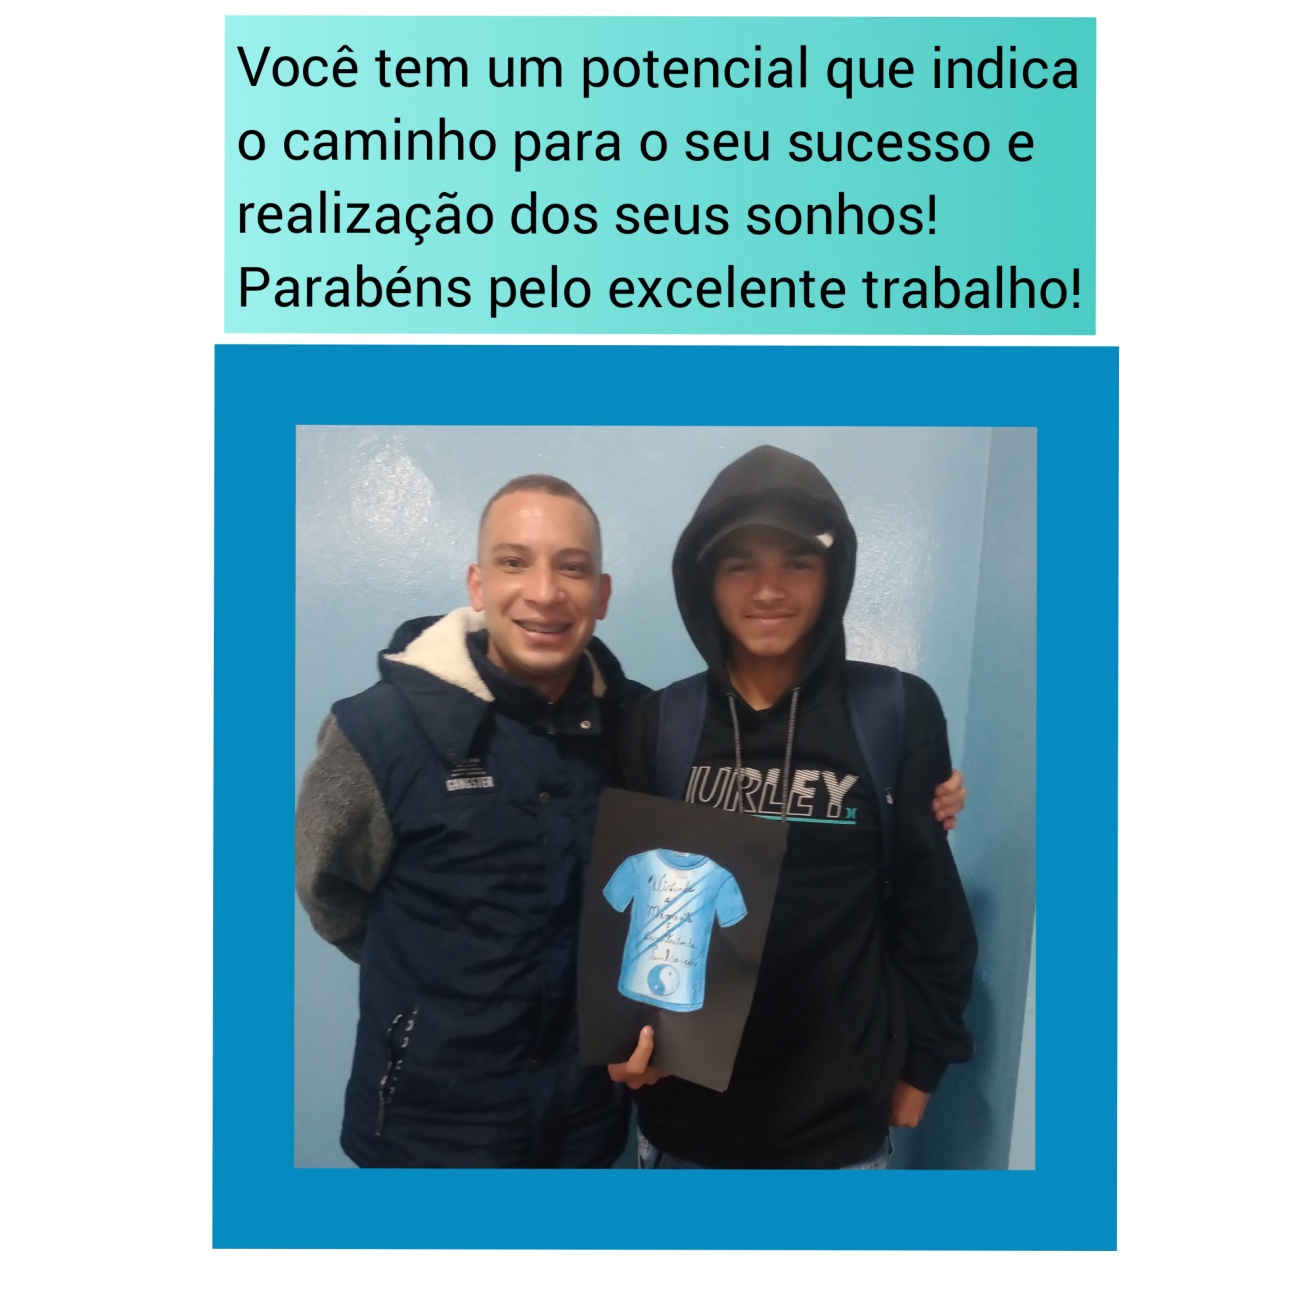 Você tem um potencial que indica
o caminho para o seu sucesso e
realização dos seus sonhos!
Parabéns pelo excelente trabalho!
GANGSTER
URLEY